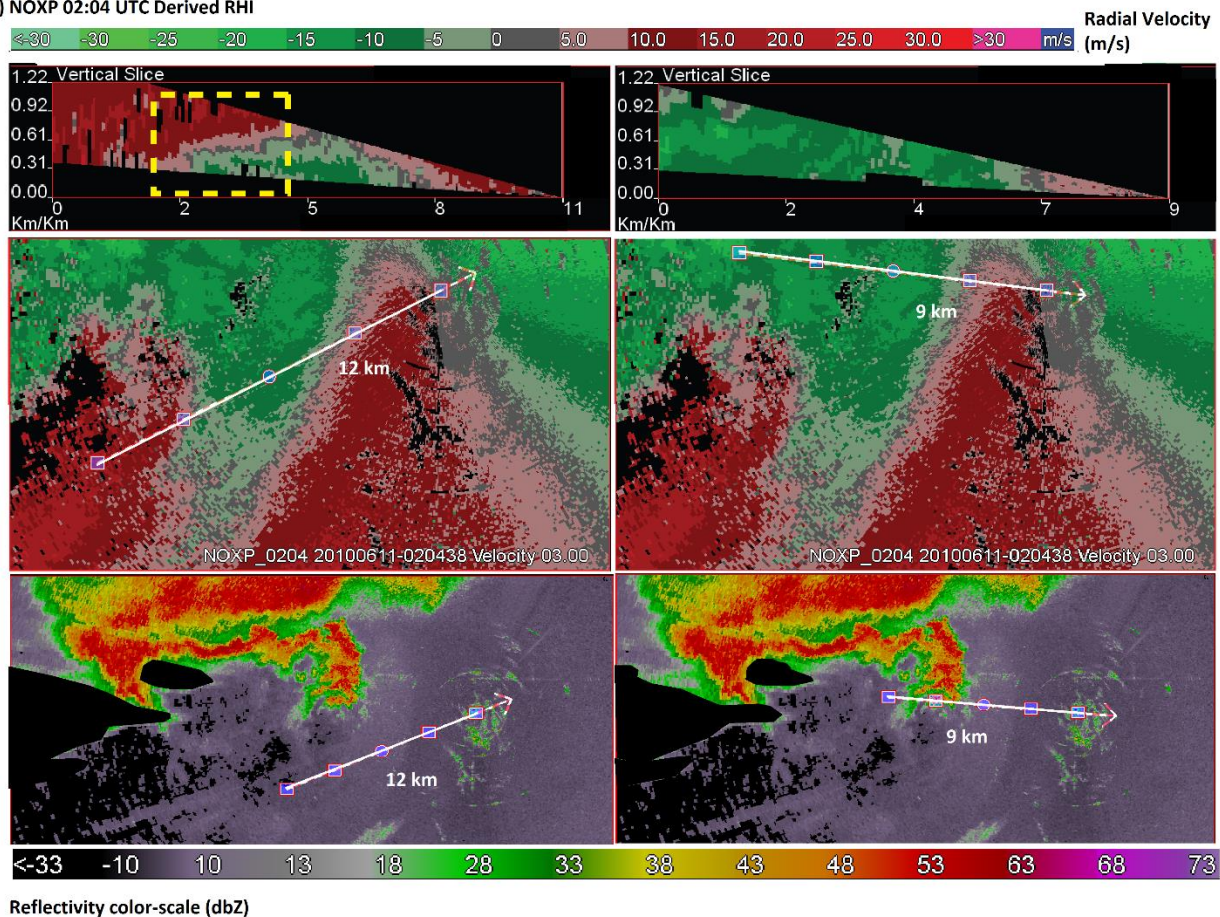 ) NOXP 02:04 UTC Derived RHI
Radial Velocity
(m/s)
<-30 -30 -25 -20 -15 -10 -5 0 5.0 10.0 15.0 20.0 25.0 30.0 >30 m/s
1.22 Vertical Slice
0.92
0.61
0.31
0.00
0 2 5 8 11
Km/Km
1.22 Vertical Slice
0.92
0.61
0.31
0.00
0 2 4 7 9
Km/Km
12 km
NOXP_0204 20100611-020438 Velocity 03.00
9 km
NOXP_0204 20100611-020438 Velocity 03.00
12 km
9 km
<-33 -10 10 13 18 28 33 38 43 48 53 63 68 73
Reflectivity color-scale (dbZ)